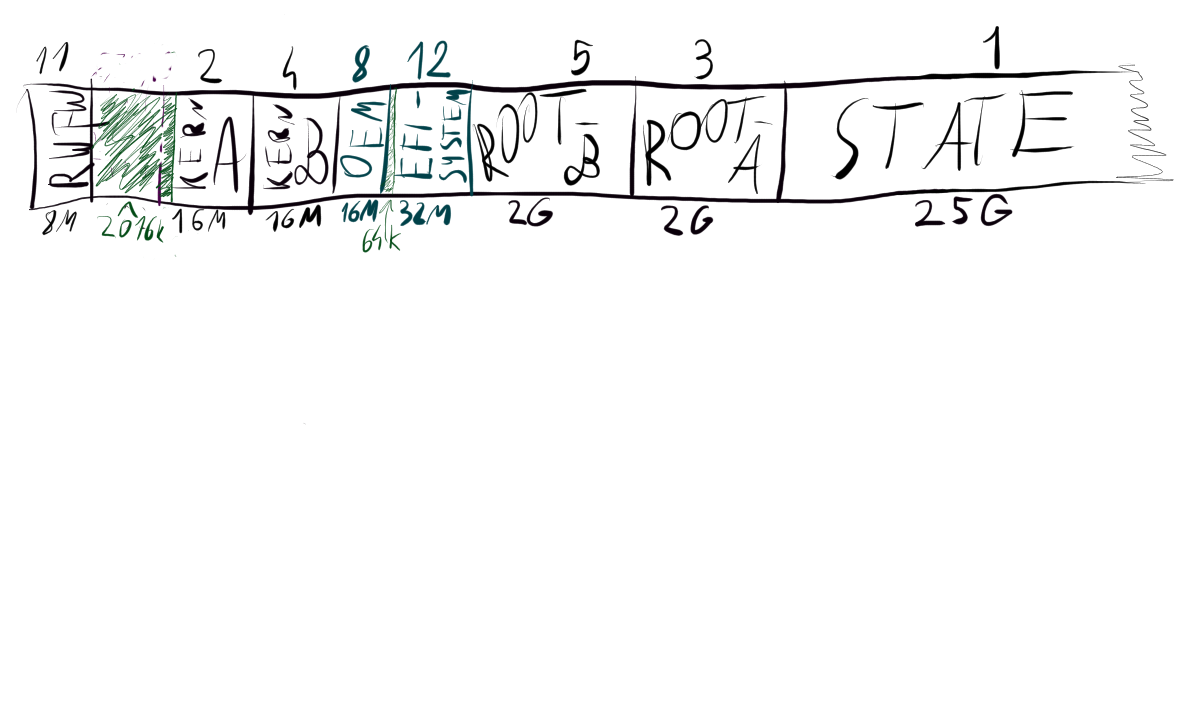 11 2 4 8 12 5 3 1
RWFW KERN A KERN B OEM EFI-SYSTEM ROOT-B ROOT-A STATE
8M 2016k 16M 16M 16M 32M 2G 2G 25G
64k